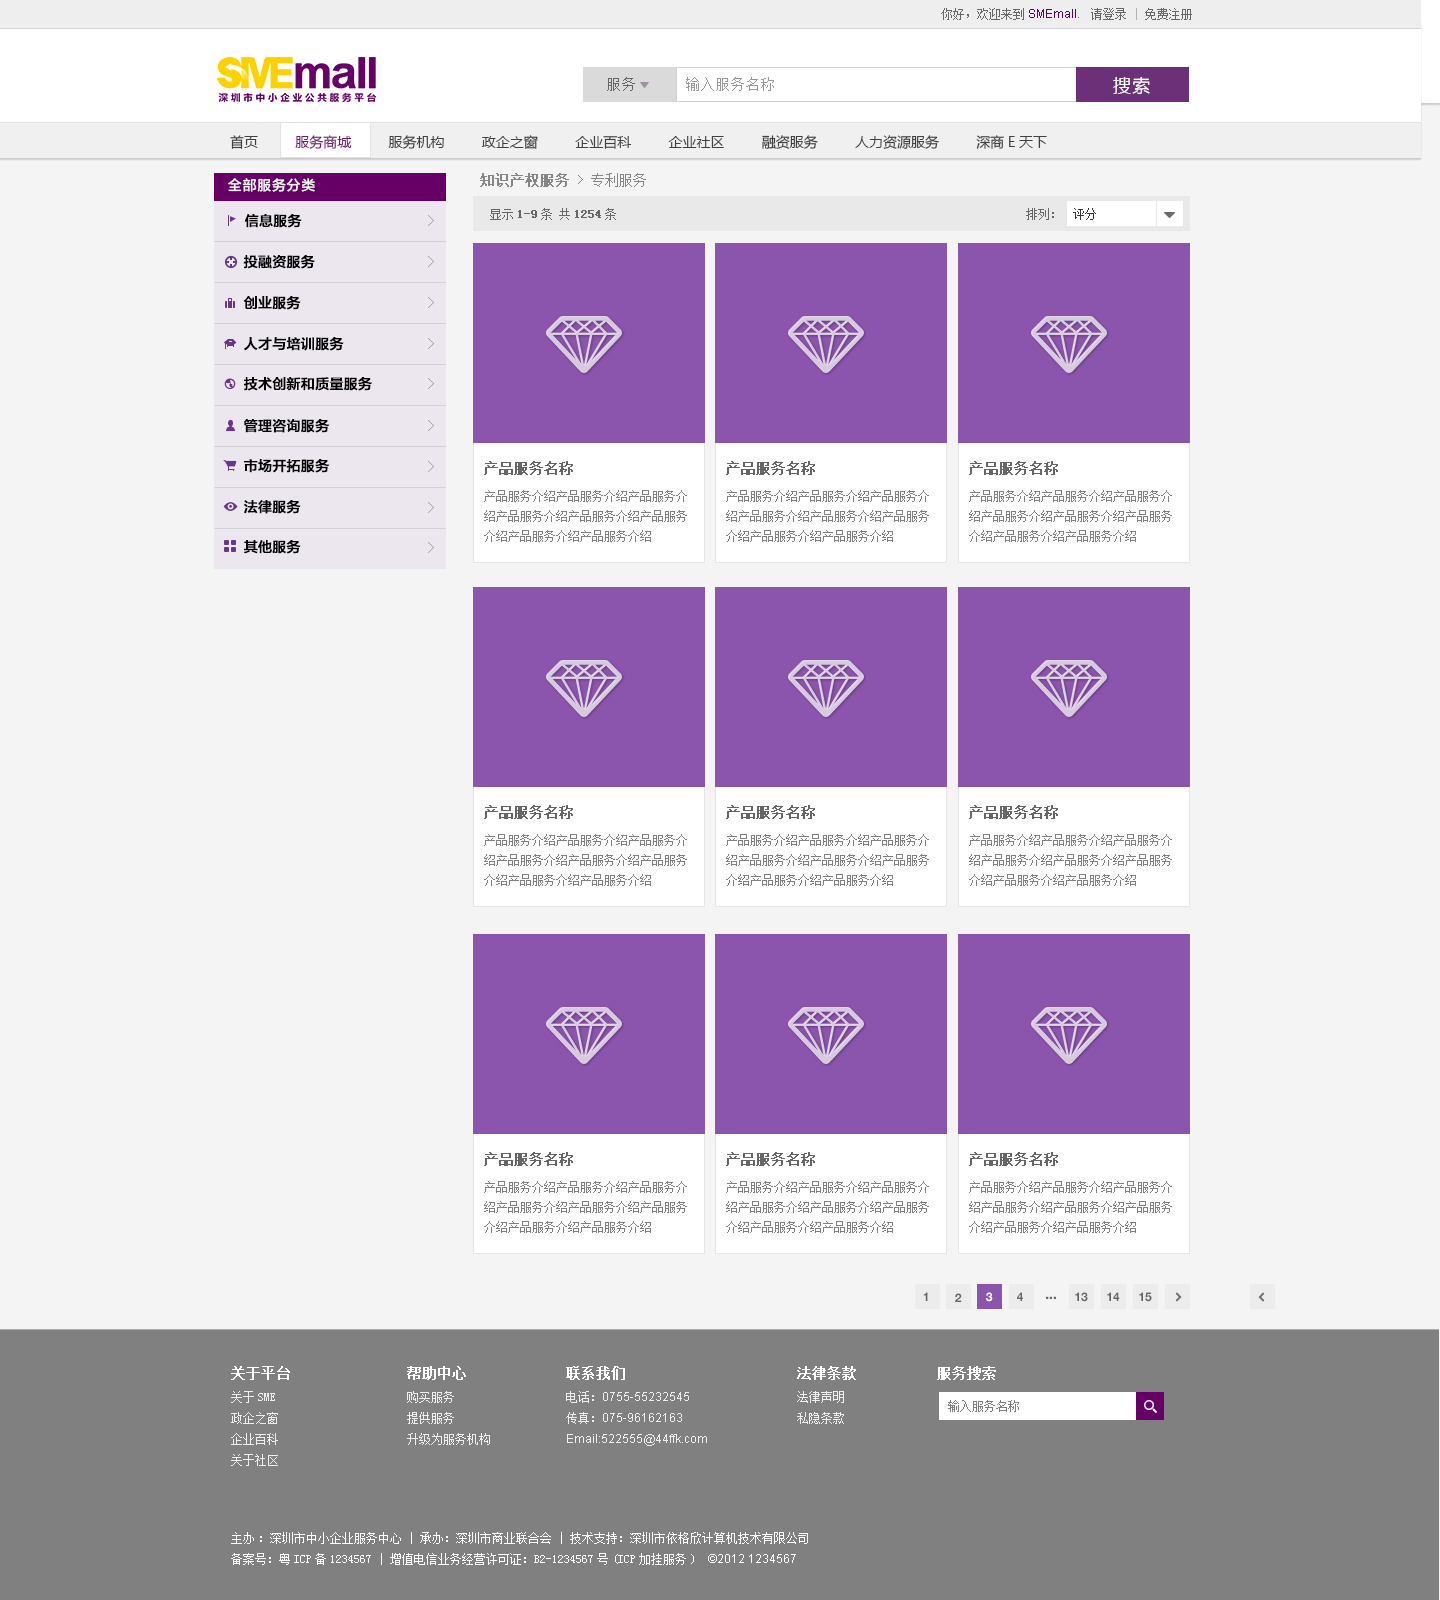 你好，欢迎来到 SMEmall. 请登录 | 免费注册
SMEmall
深圳市中小企业公共服务平台
服务 输入服务名称 搜索
首页 服务商城 服务机构 政企之窗 企业百科 企业社区 融资服务 人力资源服务 深商 E 天下
全部服务分类
信息服务
投融资服务
创业服务
人才与培训服务
技术创新和质量服务
管理咨询服务
市场开拓服务
法律服务
其他服务
知识产权服务 > 专利服务
显示 1-9 条 共 1254 条 排列： 评分
产品服务名称
产品服务介绍产品服务介绍产品服务介
绍产品服务介绍产品服务介绍产品服务
介绍产品服务介绍产品服务介绍
产品服务名称
产品服务介绍产品服务介绍产品服务介
绍产品服务介绍产品服务介绍产品服务
介绍产品服务介绍产品服务介绍
产品服务名称
产品服务介绍产品服务介绍产品服务介
绍产品服务介绍产品服务介绍产品服务
介绍产品服务介绍产品服务介绍
产品服务名称
产品服务介绍产品服务介绍产品服务介
绍产品服务介绍产品服务介绍产品服务
介绍产品服务介绍产品服务介绍
产品服务名称
产品服务介绍产品服务介绍产品服务介
绍产品服务介绍产品服务介绍产品服务
介绍产品服务介绍产品服务介绍
产品服务名称
产品服务介绍产品服务介绍产品服务介
绍产品服务介绍产品服务介绍产品服务
介绍产品服务介绍产品服务介绍
产品服务名称
产品服务介绍产品服务介绍产品服务介
绍产品服务介绍产品服务介绍产品服务
介绍产品服务介绍产品服务介绍
产品服务名称
产品服务介绍产品服务介绍产品服务介
绍产品服务介绍产品服务介绍产品服务
介绍产品服务介绍产品服务介绍
产品服务名称
产品服务介绍产品服务介绍产品服务介
绍产品服务介绍产品服务介绍产品服务
介绍产品服务介绍产品服务介绍
1 2 3 4 ··· 13 14 15 > <
关于平台
关于 SME
政企之窗
企业百科
关于社区
帮助中心
购买服务
提供服务
升级为服务机构
联系我们
电话：0755-55232545
传真：075-96162163
Email:522555@44ffk.com
法律条款
法律声明
私隐条款
服务搜索
输入服务名称
主办 ：深圳市中小企业服务中心 | 承办：深圳市商业联合会 | 技术支持：深圳市依格欣计算机技术有限公司
备案号：粤 ICP 备 1234567 | 增值电信业务经营许可证：B2-1234567 号 (ICP 加挂服务 ) ©2012 1234567